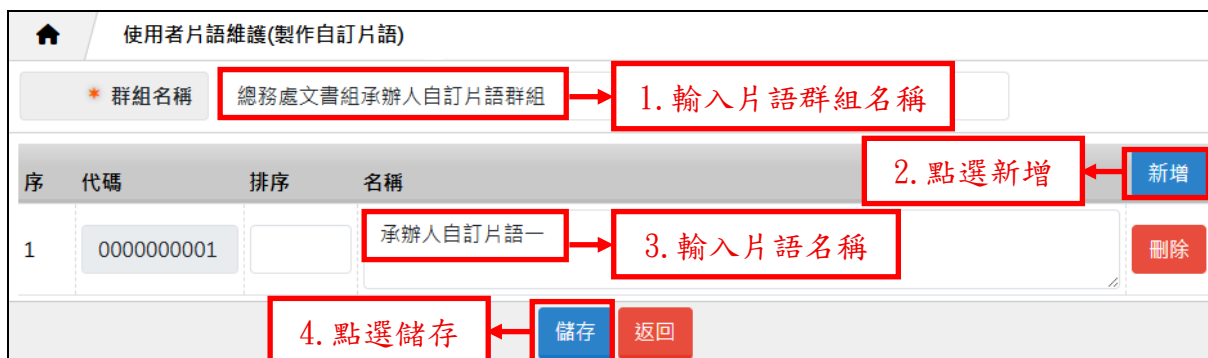 使用者片語維護(製作自訂片語)
* 群組名稱 總務處文書組承辦人自訂片語群組 1.輸入片語群組名稱
序 代碼 排序 名稱 2.點選新增 新增
1 0000000001 承辦人自訂片語一 3.輸入片語名稱 刪除
4.點選儲存 儲存 返回